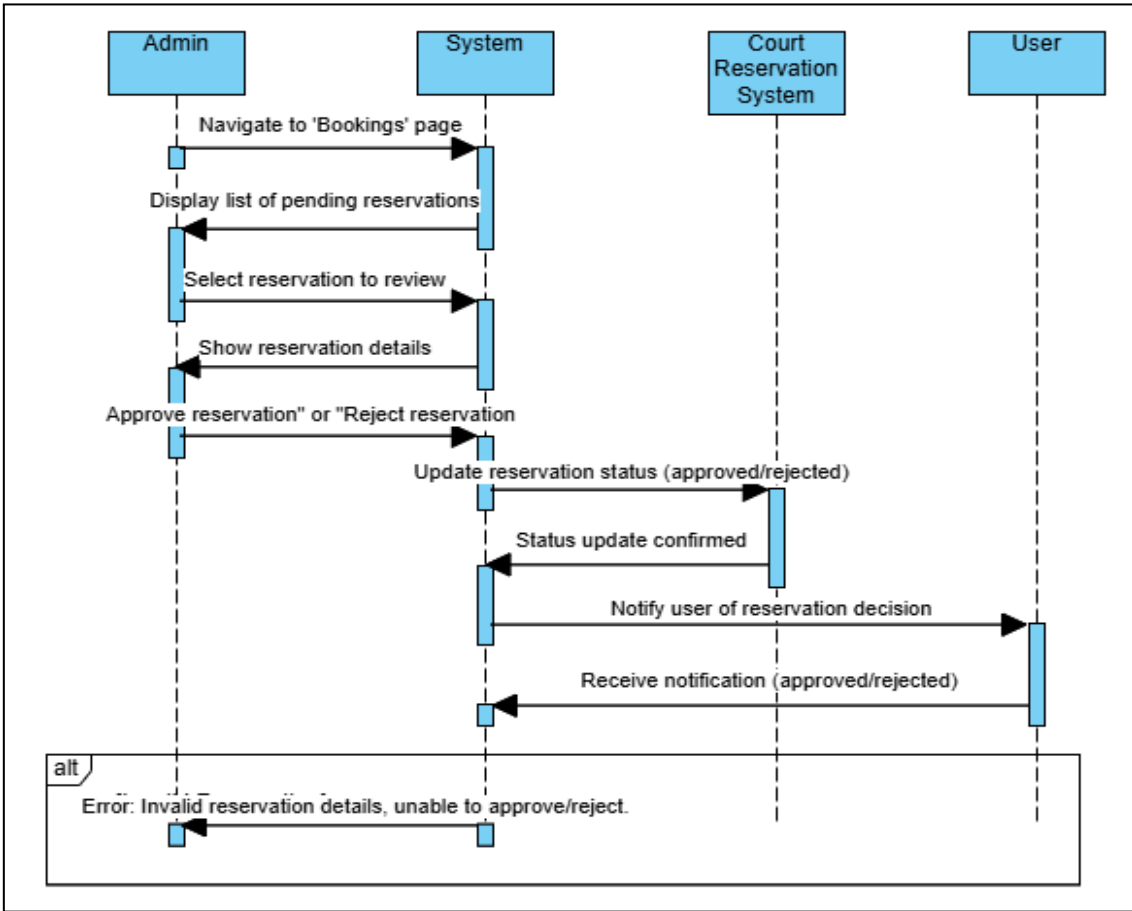 Admin
System
Court
Reservation
System
User
Navigate to 'Bookings' page
Display list of pending reservations
Select reservation to review
Show reservation details
Approve reservation" or "Reject reservation
Update reservation status (approved/rejected)
Status update confirmed
Notify user of reservation decision
Receive notification (approved/rejected)
alt
Error: Invalid reservation details, unable to approve/reject.